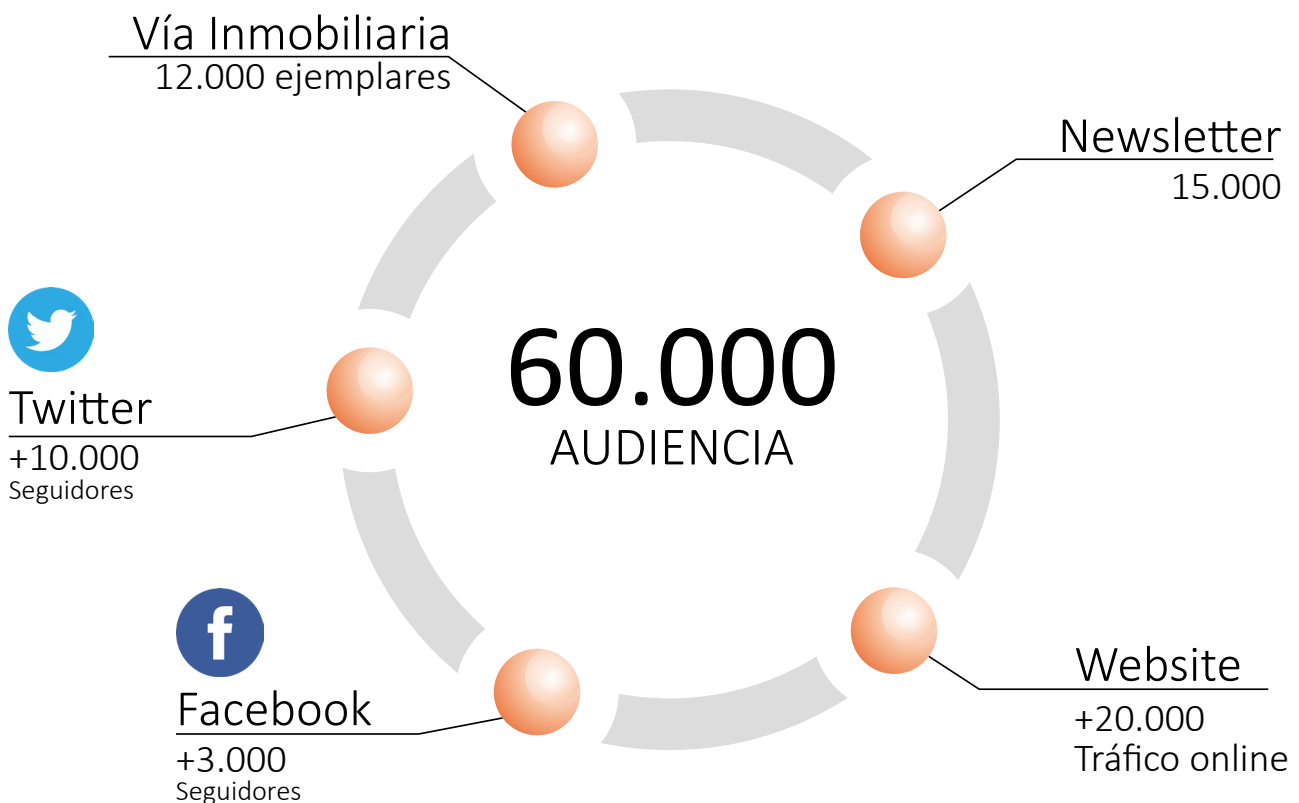 Vía Inmobiliaria
12.000 ejemplares
Newsletter
15.000
60.000
AUDIENCIA
Twitter
+10.000
Seguidores
Facebook
+3.000
Seguidores
Website
+20.000
Tráfico online